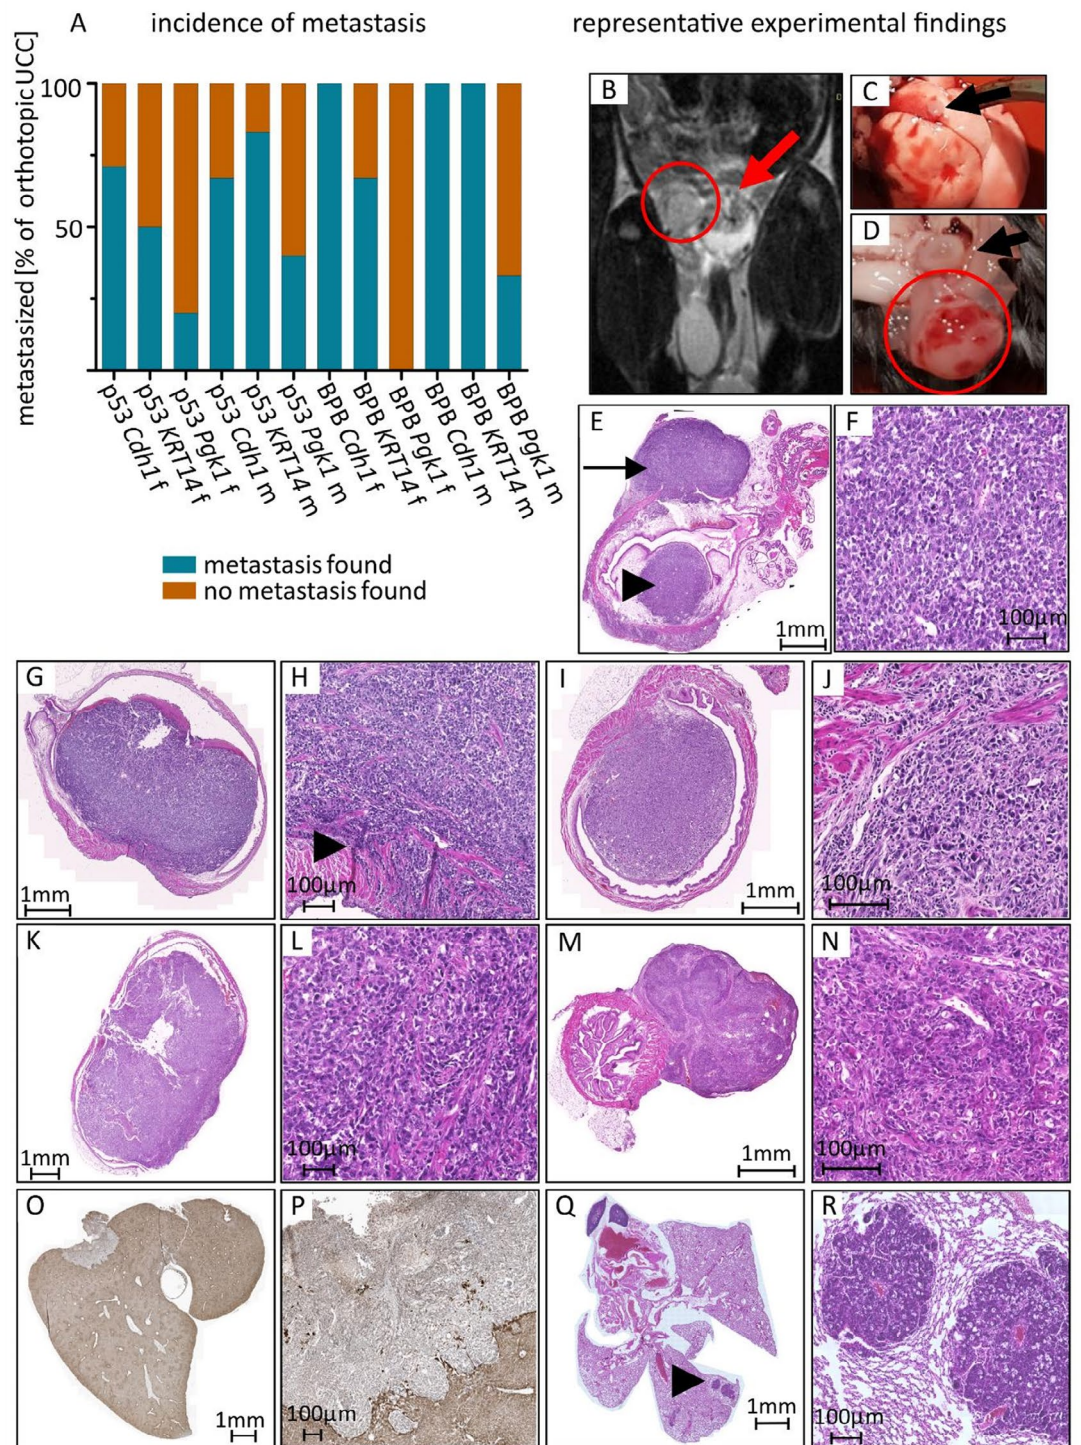 A incidence of metastasis representative experimental findings
metastasized [% of orthotopic UCC]
100
50
p53 Cdh1 f
p53 KRT14 f
p53 Pgk1 f
p53 Cdh1 m
p53 KRT14 m
p53 Pgk1 m
BPB Cdh1 f
BPB KRT14 f
BPB Pgk1 f
BPB Cdh1 m
BPB KRT14 m
BPB Pgk1 m
metastasis found
no metastasis found
B
C
D
E
1mm
F
100µm
G
1mm
H
100µm
I
1mm
J
100µm
K
1mm
L
100µm
M
1mm
N
100µm
O
1mm
P
100µm
Q
1mm
R
100µm